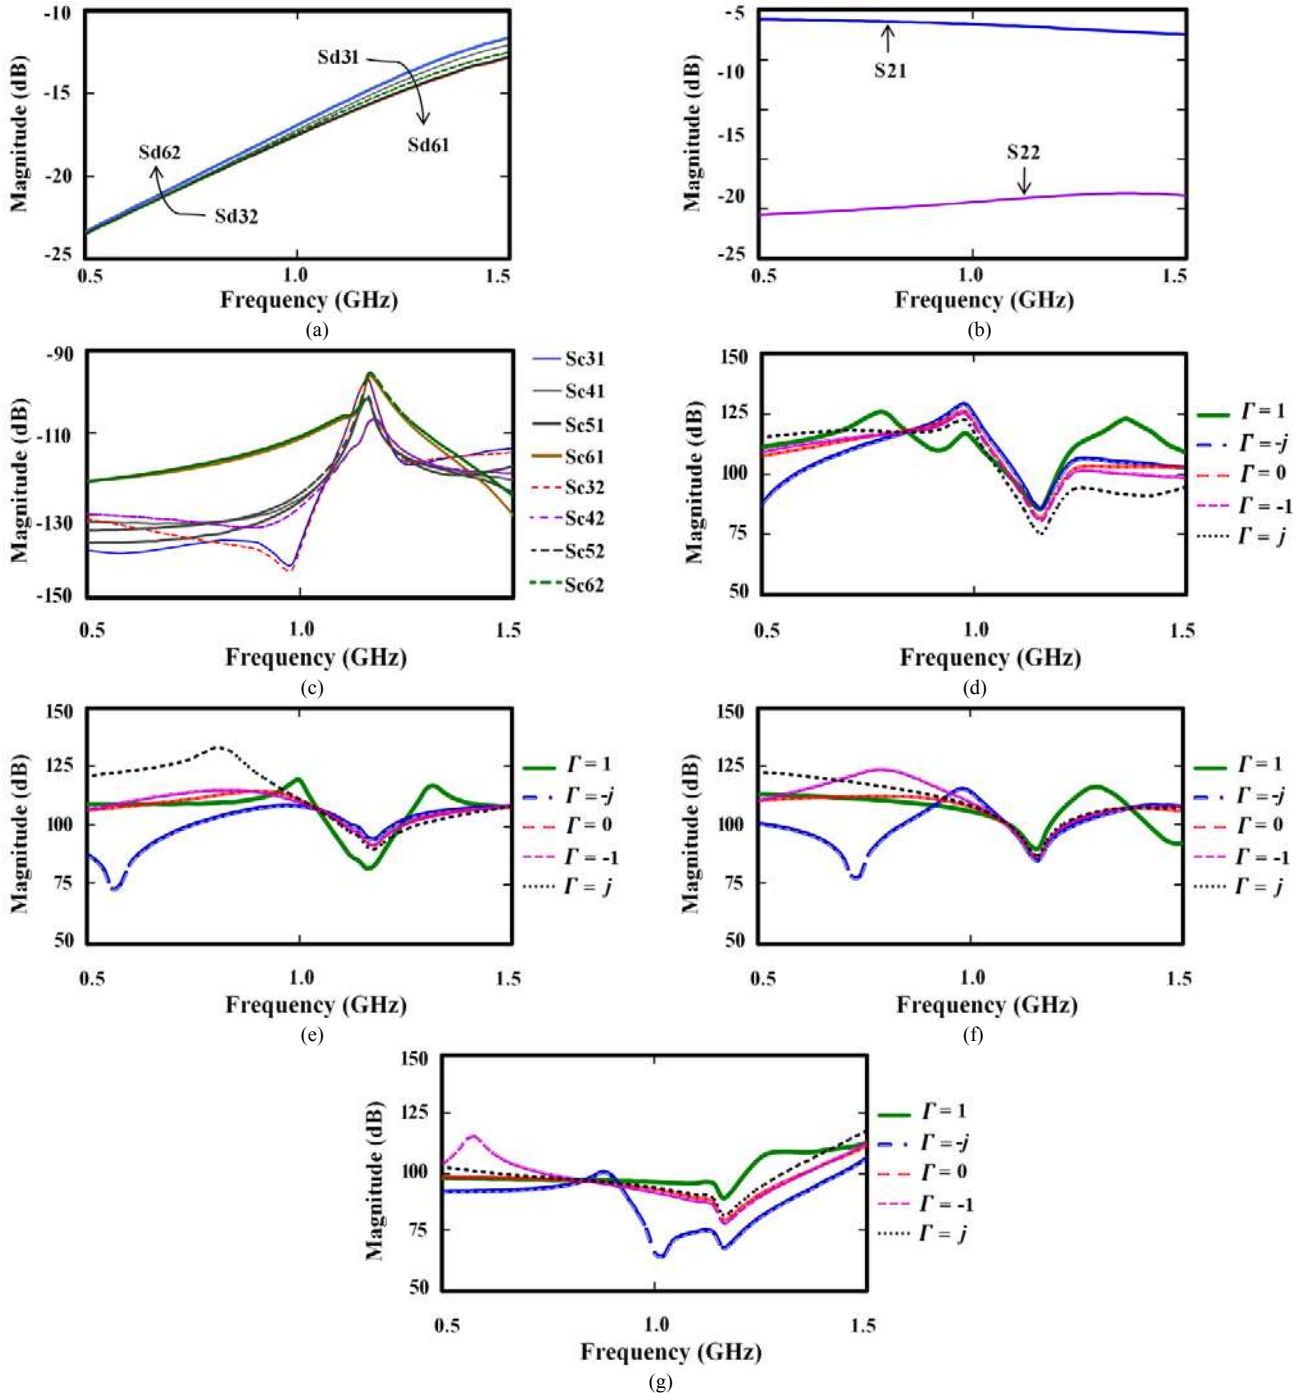 -10
-15
-20
-25
Magnitude (dB)
Sd31
Sd61
Sd62
Sd32
0.5
1.0
1.5
Frequency (GHz)
(a)
-5
-10
-15
-20
-25
Magnitude (dB)
S21
S22
0.5
1.0
1.5
Frequency (GHz)
(b)
-90
-110
-130
-150
Magnitude (dB)
0.5
1.0
1.5
Frequency (GHz)
Sc31
Sc41
Sc51
Sc61
Sc32
Sc42
Sc52
Sc62
(c)
150
125
100
75
50
Magnitude (dB)
0.5
1.0
1.5
Frequency (GHz)
Γ = 1
Γ = -j
Γ = 0
Γ = -1
Γ = j
(d)
150
125
100
75
50
Magnitude (dB)
0.5
1.0
1.5
Frequency (GHz)
Γ = 1
Γ = -j
Γ = 0
Γ = -1
Γ = j
(e)
150
125
100
75
50
Magnitude (dB)
0.5
1.0
1.5
Frequency (GHz)
Γ = 1
Γ = -j
Γ = 0
Γ = -1
Γ = j
(f)
150
125
100
75
50
Magnitude (dB)
0.5
1.0
1.5
Frequency (GHz)
Γ = 1
Γ = -j
Γ = 0
Γ = -1
Γ = j
(g)